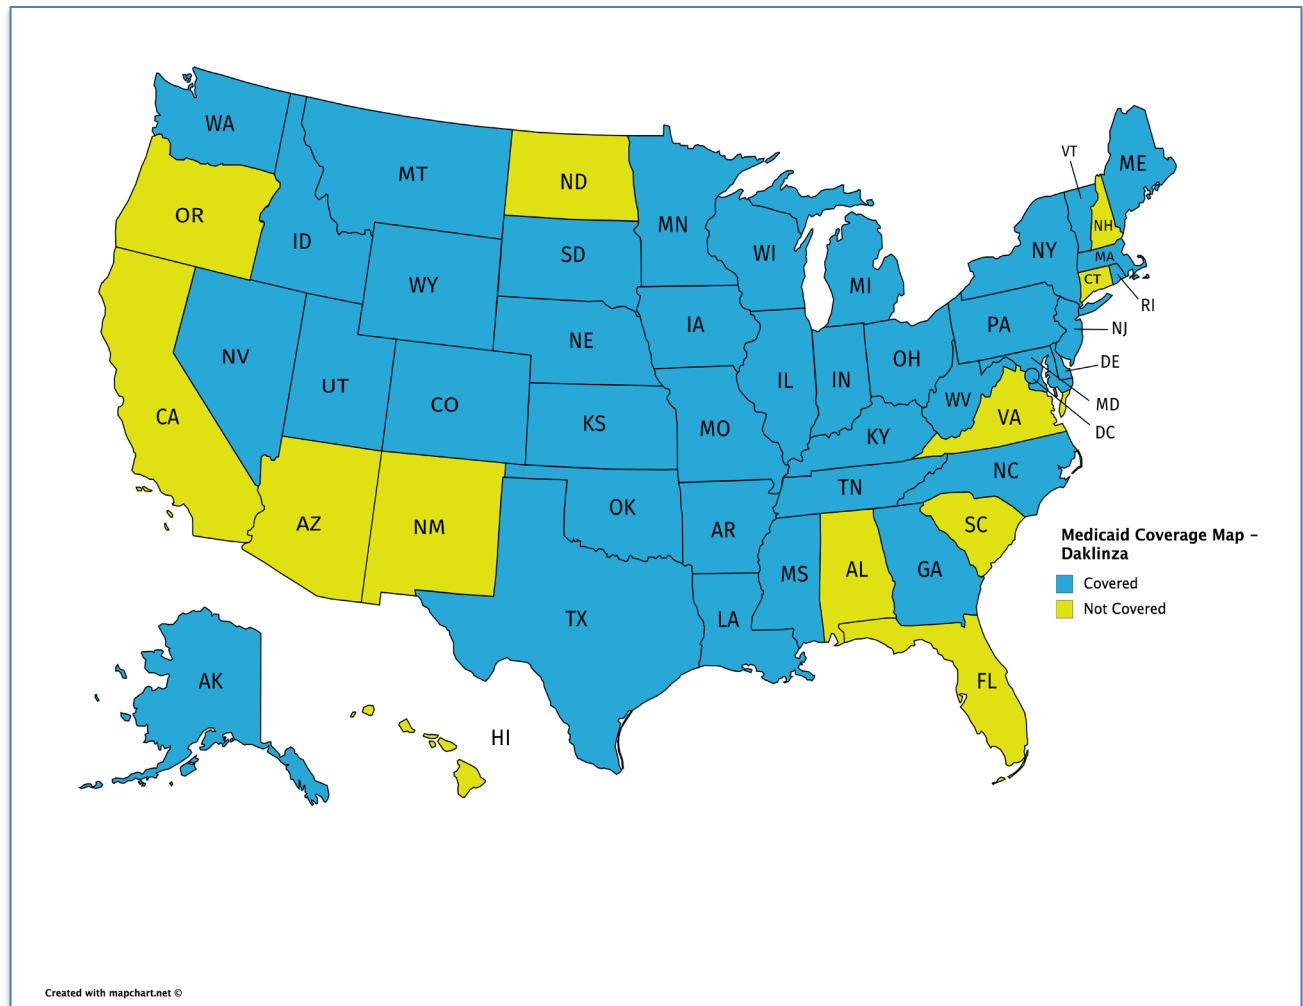 WA
MT
ND
VT
ME
OR
ID
MN
NH
SD
WI
NY
MA
WY
MI
CT
RI
IA
PA
NJ
NE
NV
OH
DE
UT
IL
IN
CO
WV
MD
CA
KS
MO
KY
VA
DC
NC
TN
OK
AZ
NM
AR
SC
Medicaid Coverage Map –
Daklinza
MS
AL
GA
Covered
TX
LA
Not Covered
AK
FL
HI
Created with mapchart.net ©